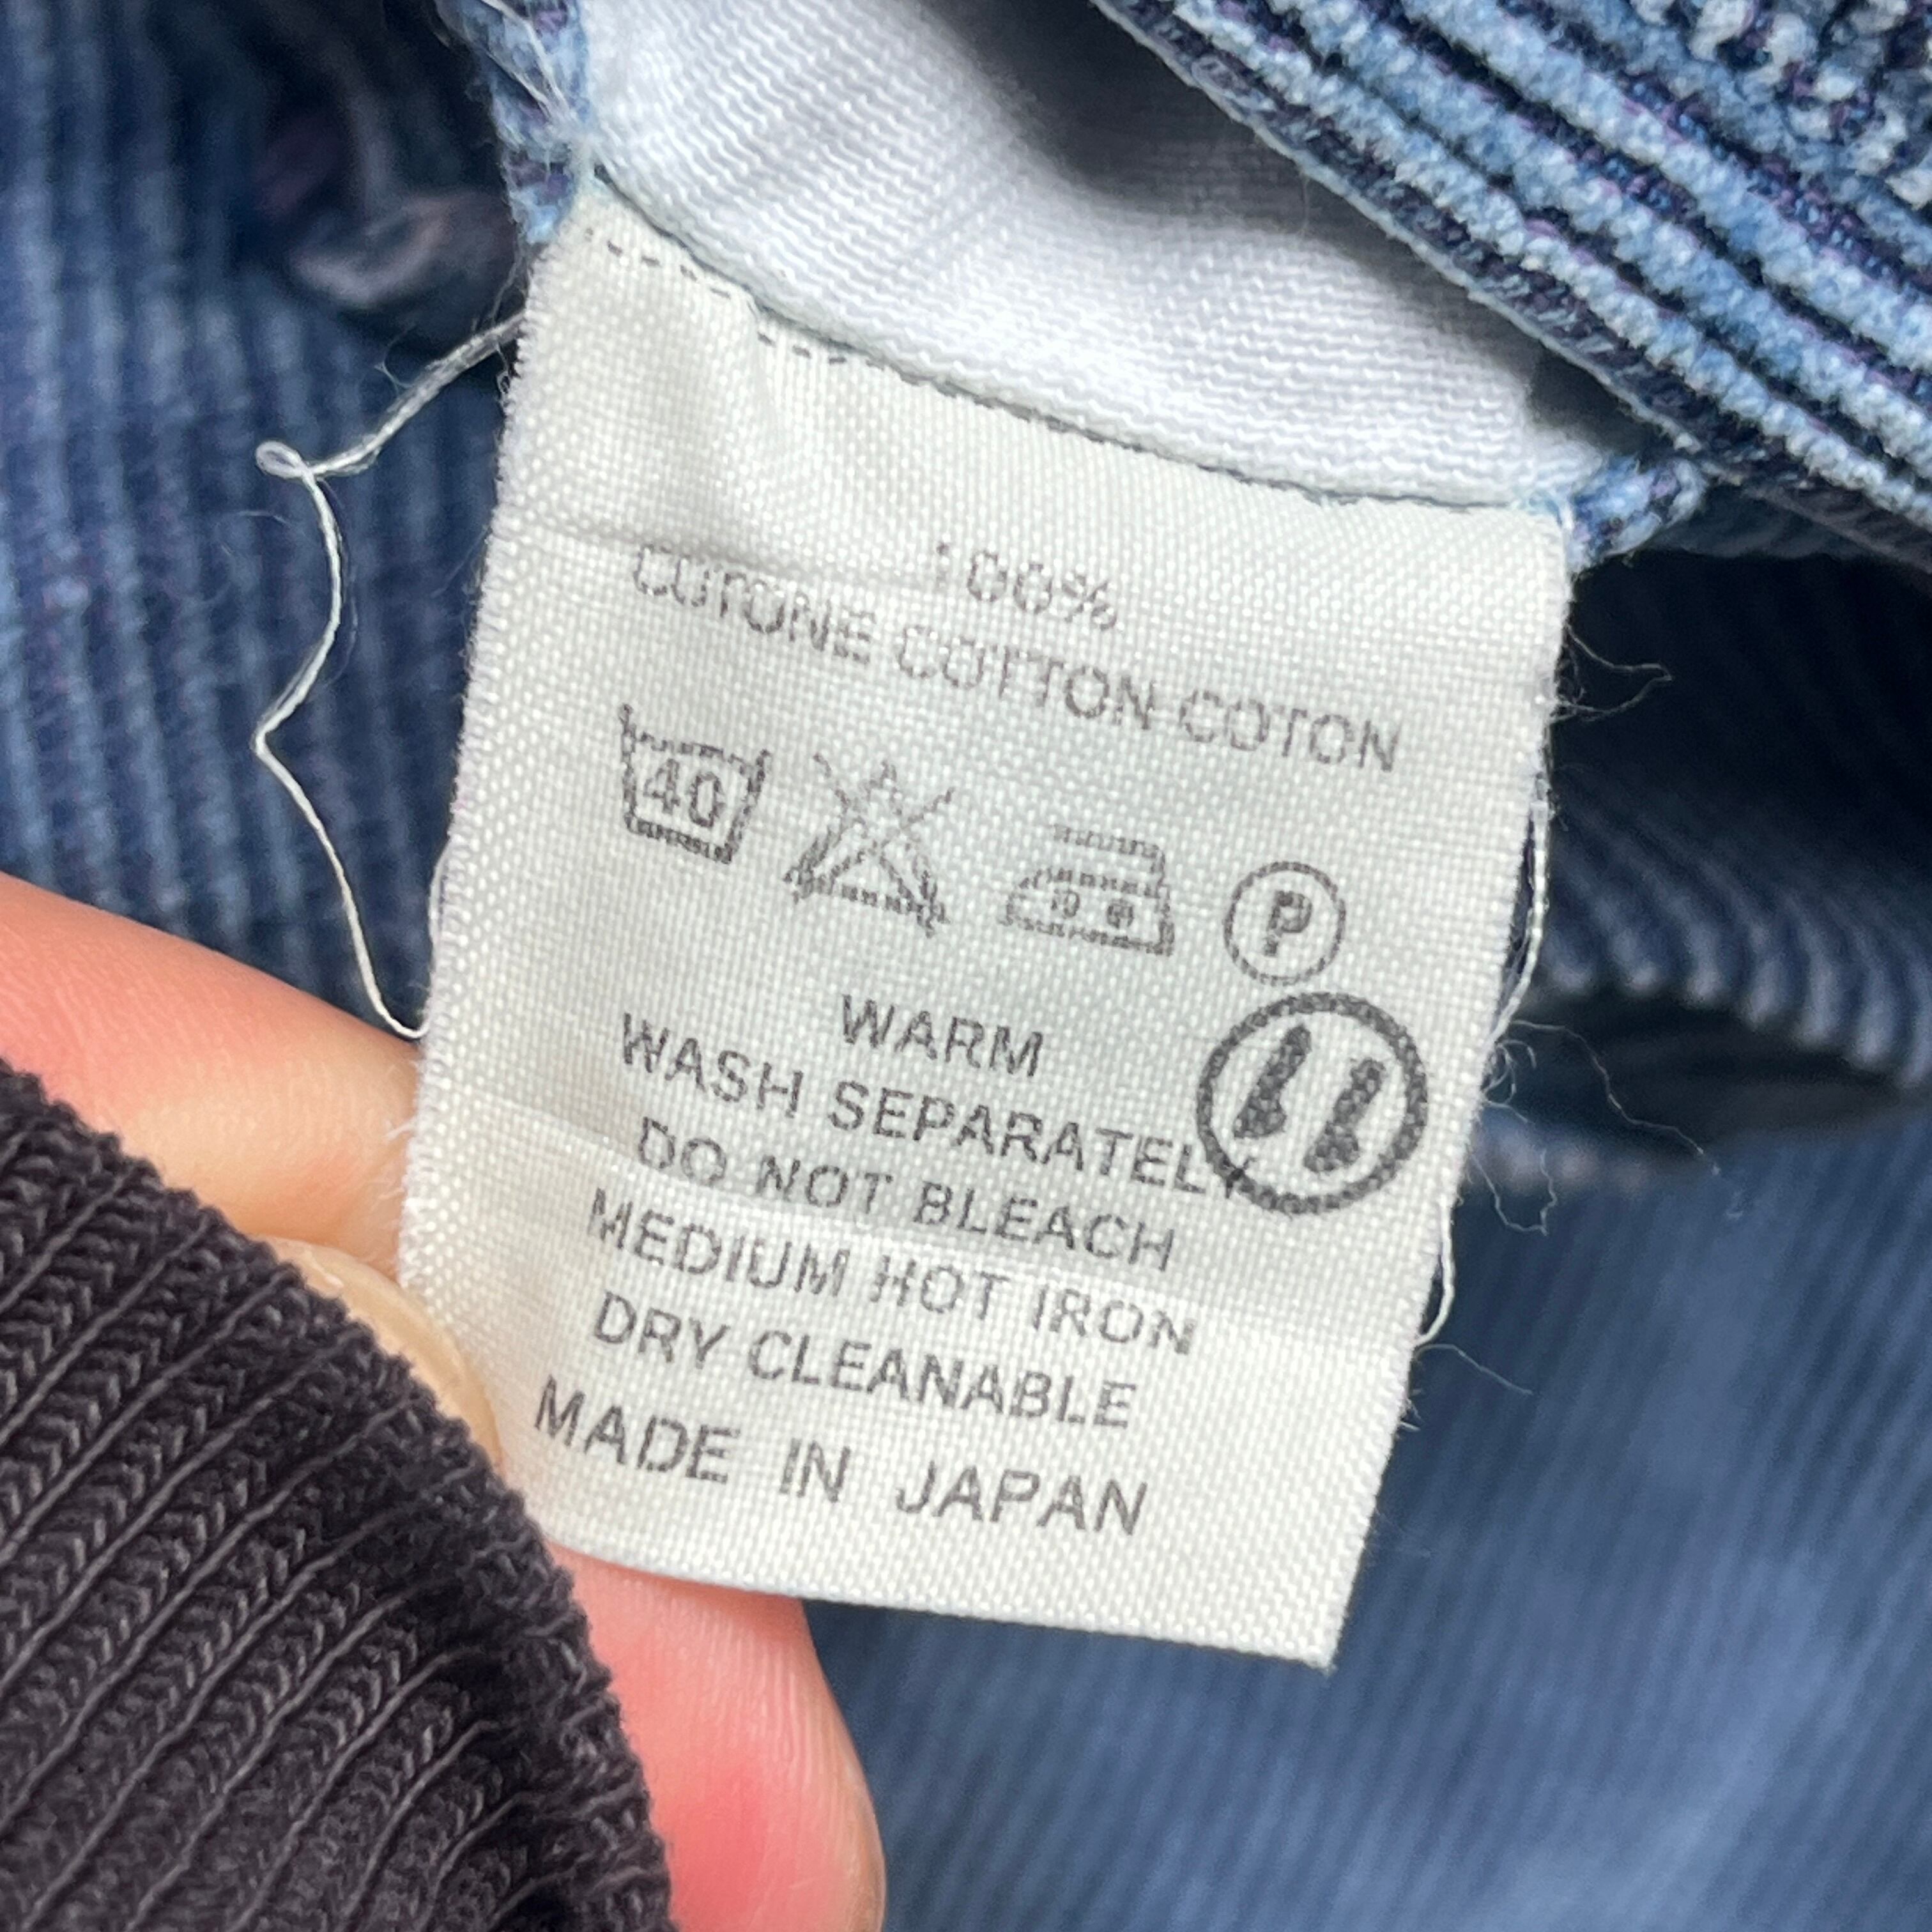 100%
COTONE COTTON COTON
40
P
WARM
WASH SEPARATELY
DO NOT BLEACH
MEDIUM HOT IRON
DRY CLEANABLE
MADE IN JAPAN